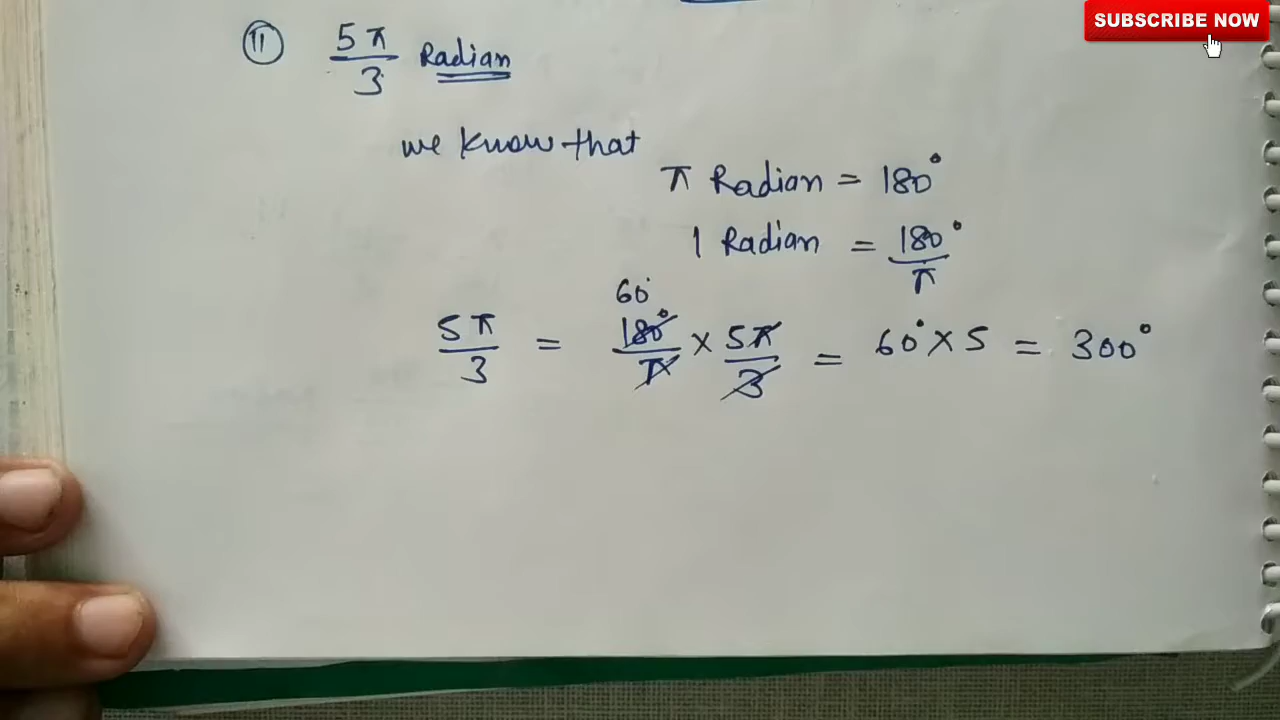 SUBSCRIBE NOW
(11) 5π/3 Radian
we know that
π Radian = 180°
1 Radian = 180°/π
60°
5π/3 = 180°/π × 5π/3 = 60° × 5 = 300°